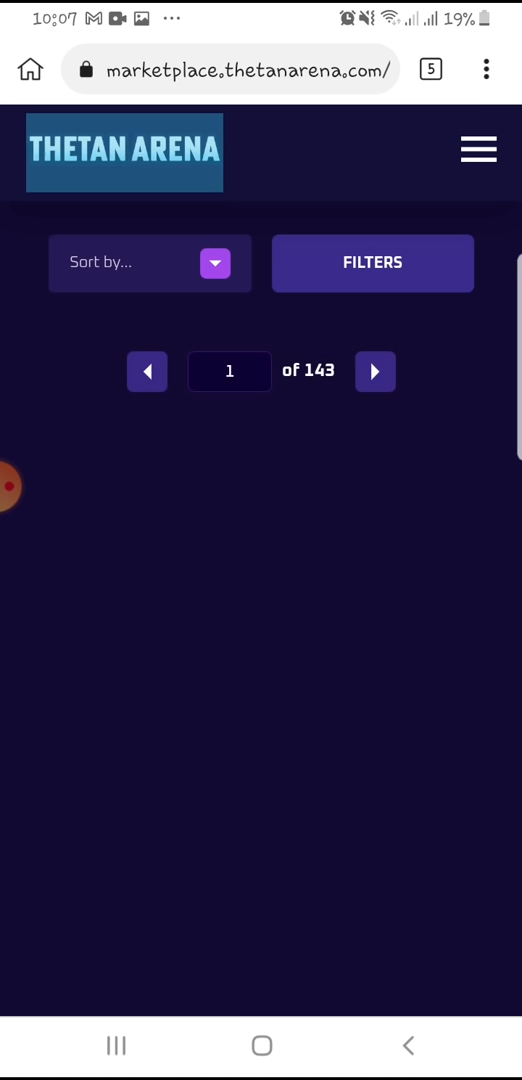 10:07 19%
marketplace.thetanarena.com/ 5
THETAN ARENA
Sort by... FILTERS
1 of 143